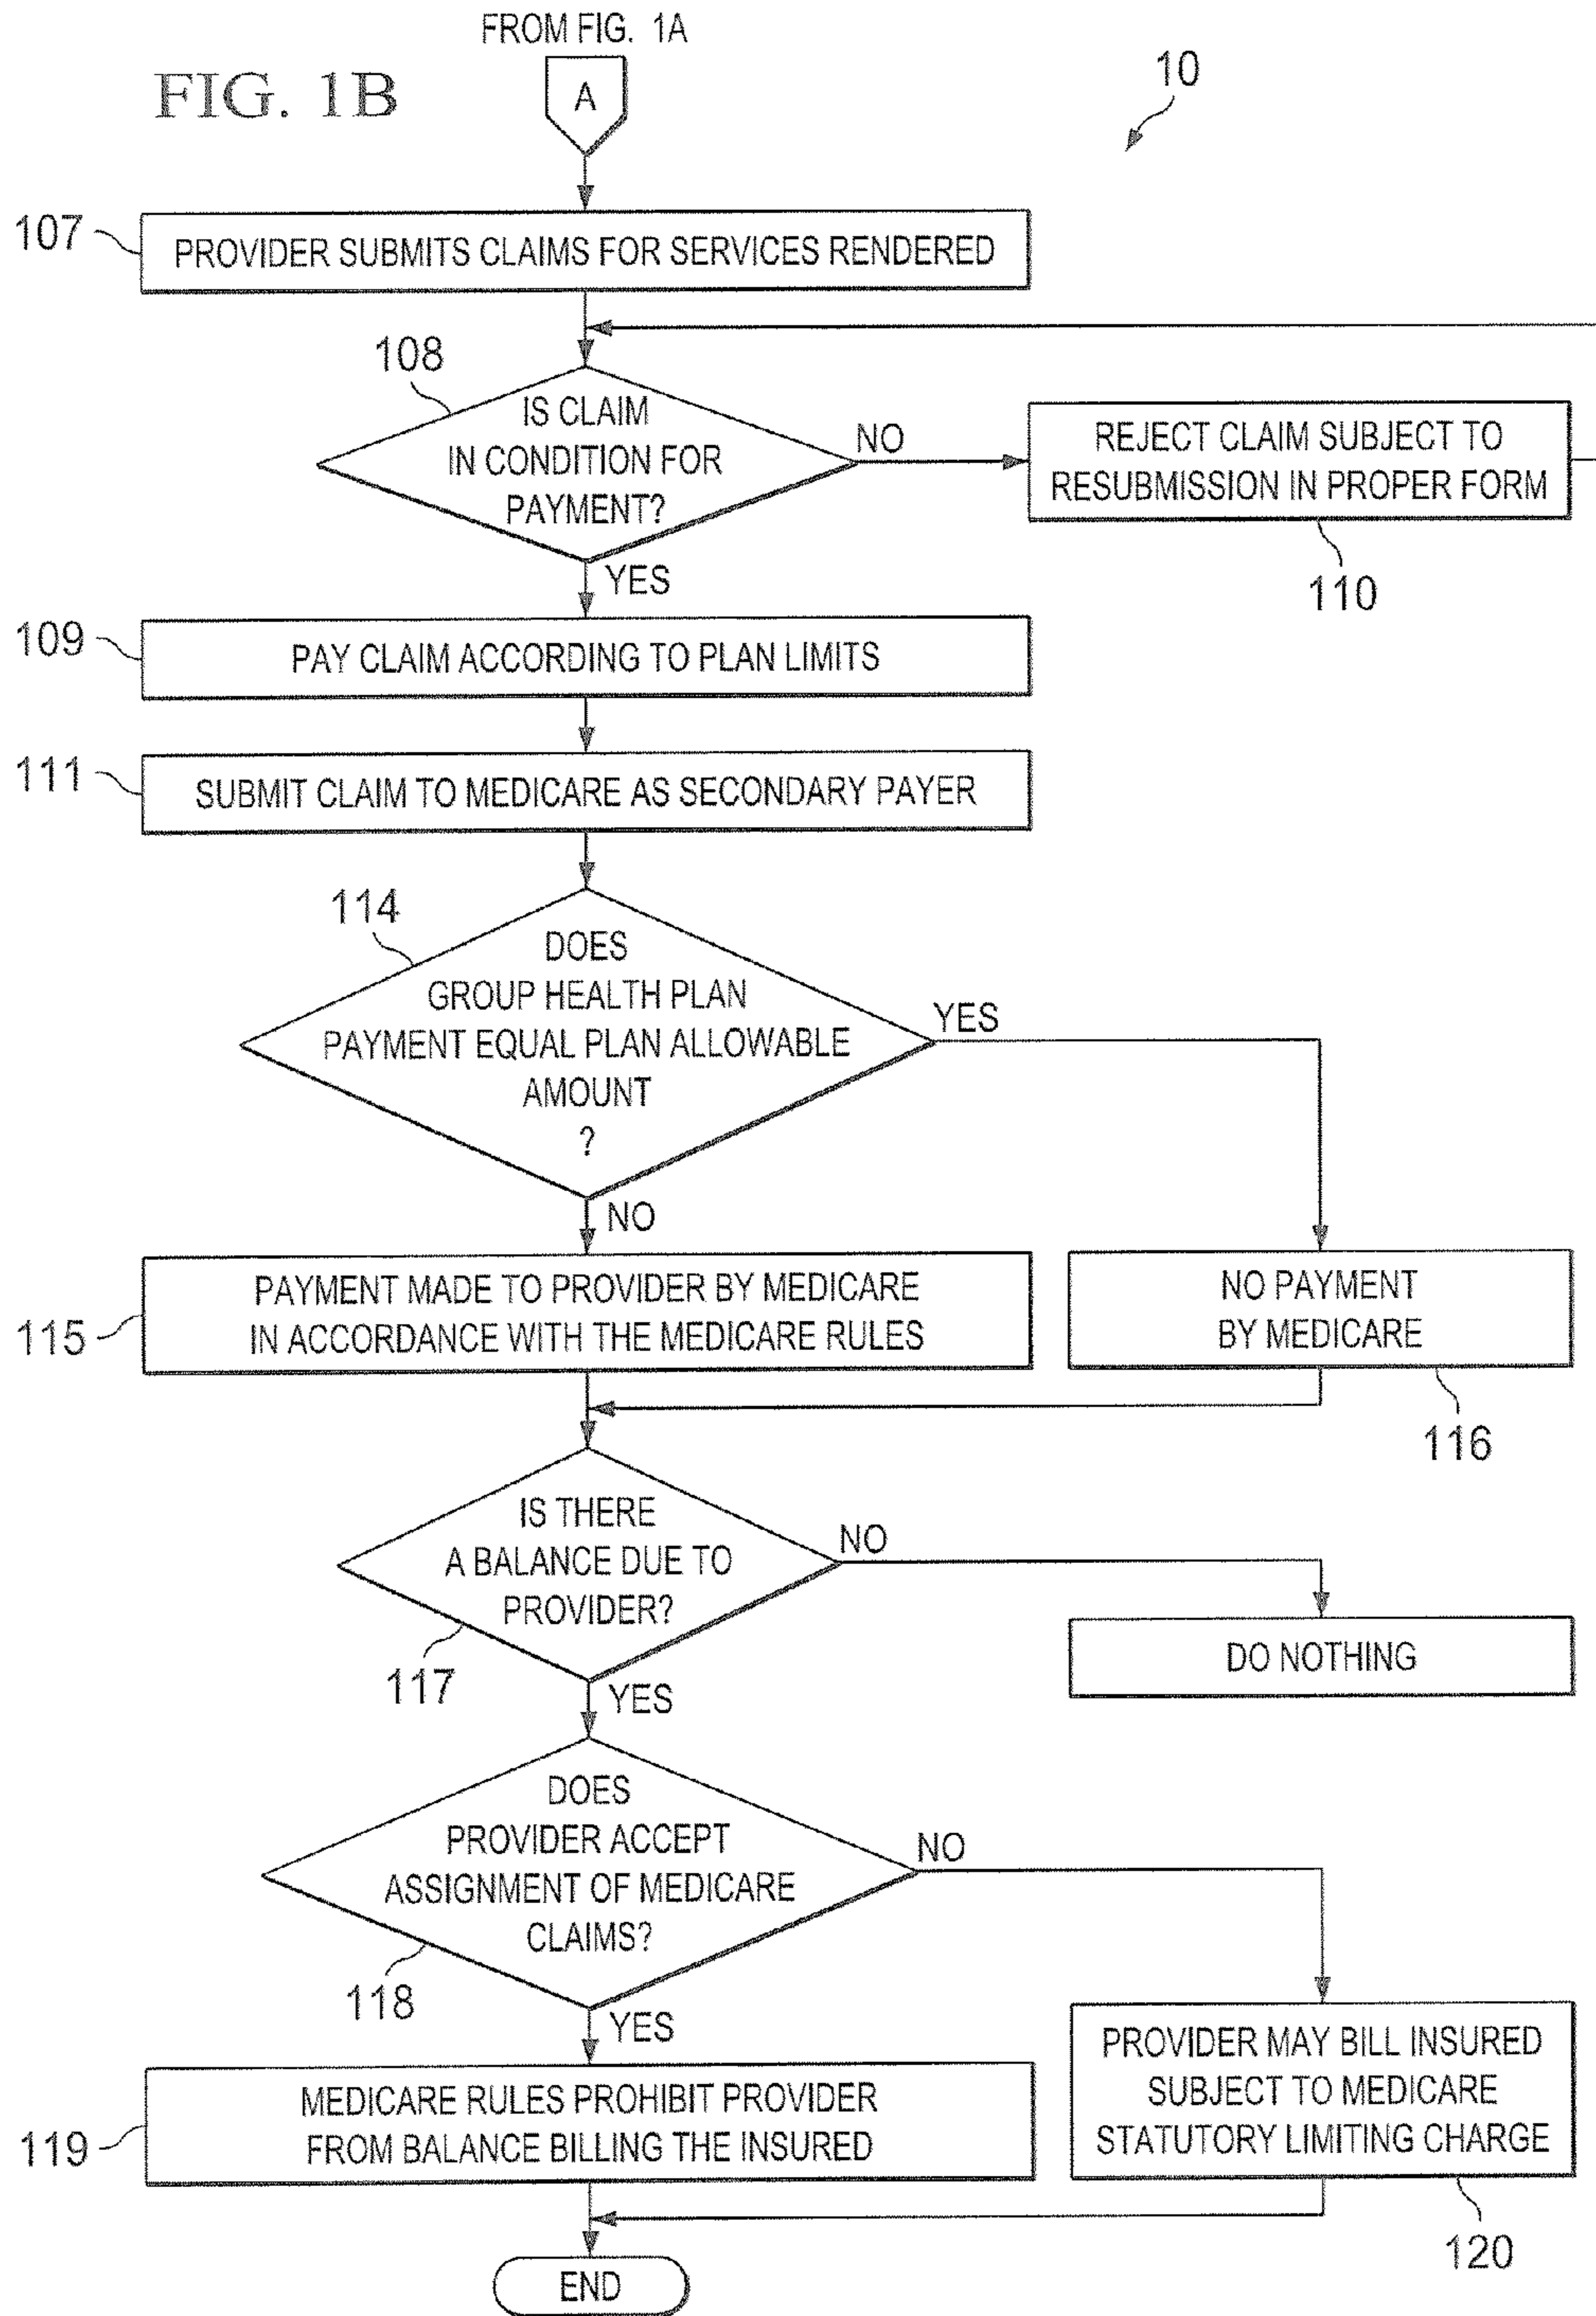 FROM FIG. 1A
FIG. 1B
A
10
107
PROVIDER SUBMITS CLAIMS FOR SERVICES RENDERED
108
IS CLAIM
IN CONDITION FOR
PAYMENT?
NO
REJECT CLAIM SUBJECT TO
RESUBMISSION IN PROPER FORM
110
YES
109
PAY CLAIM ACCORDING TO PLAN LIMITS
111
SUBMIT CLAIM TO MEDICARE AS SECONDARY PAYER
114
DOES
GROUP HEALTH PLAN
PAYMENT EQUAL PLAN ALLOWABLE
AMOUNT
?
YES
NO
115
PAYMENT MADE TO PROVIDER BY MEDICARE
IN ACCORDANCE WITH THE MEDICARE RULES
NO PAYMENT
BY MEDICARE
116
IS THERE
A BALANCE DUE TO
PROVIDER?
117
NO
DO NOTHING
YES
DOES
PROVIDER ACCEPT
ASSIGNMENT OF MEDICARE
CLAIMS?
118
NO
YES
119
MEDICARE RULES PROHIBIT PROVIDER
FROM BALANCE BILLING THE INSURED
PROVIDER MAY BILL INSURED
SUBJECT TO MEDICARE
STATUTORY LIMITING CHARGE
120
END